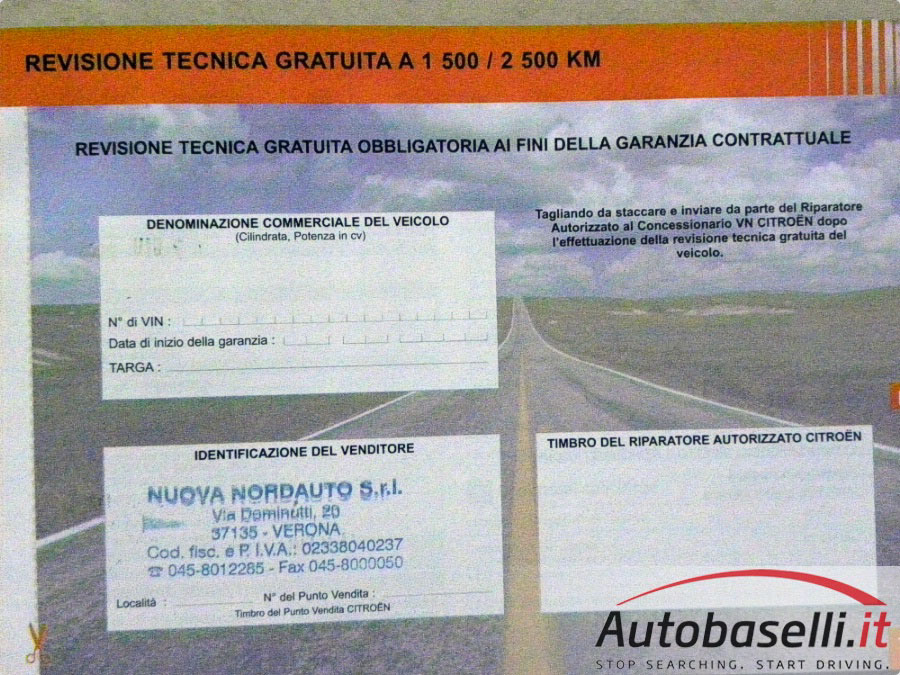 REVISIONE TECNICA GRATUITA A 1 500 / 2 500 KM
REVISIONE TECNICA GRATUITA OBBLIGATORIA AI FINI DELLA GARANZIA CONTRATTUALE
DENOMINAZIONE COMMERCIALE DEL VEICOLO
(Cilindrata, Potenza in cv)
N° di VIN :
Data di inizio della garanzia :
TARGA :
Tagliando da staccare e inviare da parte del Riparatore
Autorizzato al Concessionario VN CITROËN dopo
l'effettuazione della revisione tecnica gratuita del
veicolo.
IDENTIFICAZIONE DEL VENDITORE
NUOVA NORDAUTO S.r.l.
Via Dominutti, 20
37135 - VERONA
Cod. fisc. e P. I.V.A.: 02338040237
☎ 045-8012285 - Fax 045-8000050
Località :
N° del Punto Vendita :
Timbro del Punto Vendita CITROËN
TIMBRO DEL RIPARATORE AUTORIZZATO CITROËN
Autobaselli.it
STOP SEARCHING. START DRIVING.